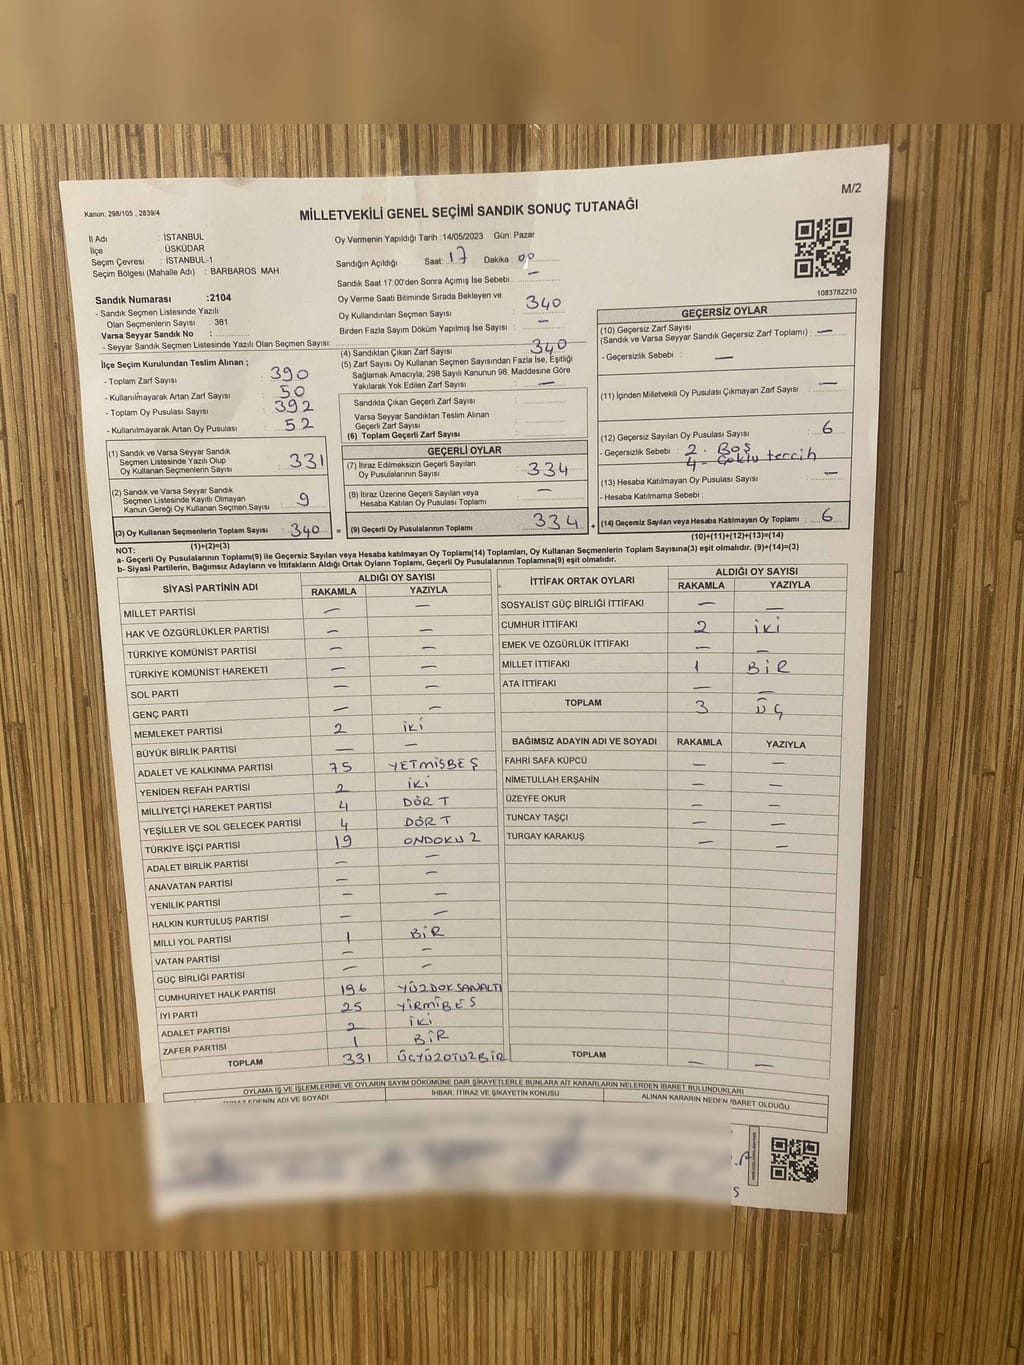 M/2
Kanun; 298/105 , 2839/4
MİLLETVEKİLİ GENEL SEÇİMİ SANDIK SONUÇ TUTANAĞI
İl Adı : İSTANBUL
İlçe : ÜSKÜDAR
Seçim Çevresi : İSTANBUL-1
Seçim Bölgesi (Mahalle Adı) : BARBAROS MAH.
Sandık Numarası :2104
- Sandık Seçmen Listesinde Yazılı
Olan Seçmenlerin Sayısı : 381
Varsa Seyyar Sandık No :
- Seyyar Sandık Seçmen Listesinde Yazılı Olan Seçmen Sayısı:
Oy Vermenin Yapıldığı Tarih :14/05/2023 Gün: Pazar
Sandığın Açıldığı Saat: 17 Dakika : 00
Sandık Saat 17:00'den Sonra Açımış İse Sebebi : —
Oy Verme Saati Bitiminde Sırada Bekleyen ve
Oy Kullandırılan Seçmen Sayısı : 340
Birden Fazla Sayım Döküm Yapılmış İse Sayısı : —
1083782210
İlçe Seçim Kurulundan Teslim Alınan ;
- Toplam Zarf Sayısı : 390
- Kullanılmayarak Artan Zarf Sayısı : 50
- Toplam Oy Pusulası Sayısı : 392
- Kullanılmayarak Artan Oy Pusulası : 52
(4) Sandıktan Çıkan Zarf Sayısı : 340
(5) Zarf Sayısı Oy Kullanan Seçmen Sayısından Fazla İse, Eşitliği
Sağlamak Amacıyla; 298 Sayılı Kanunun 98. Maddesine Göre
Yakılarak Yok Edilen Zarf Sayısı : —
Sandıkta Çıkan Geçerli Zarf Sayısı :
Varsa Seyyar Sandıktan Teslim Alınan
Geçerli Zarf Sayısı :
(6) Toplam Geçerli Zarf Sayısı :
GEÇERSİZ OYLAR
(10) Geçersiz Zarf Sayısı
(Sandık ve Varsa Seyyar Sandık Geçersiz Zarf Toplamı) : —
- Geçersizlik Sebebi : —
(11) İçinden Milletvekili Oy Pusulası Çıkmayan Zarf Sayısı : —
(12) Geçersiz Sayılan Oy Pusulası Sayısı : 6
- Geçersizlik Sebebi : 2. Boş
4 - Çoklu tercih
(13) Hesaba Katılmayan Oy Pusulası Sayısı : —
- Hesaba Katılmama Sebebi :
(14) Geçersiz Sayılan veya Hesaba Katılmayan Oy Toplamı : 6
(10)+(11)+(12)+(13)=(14)
(1) Sandık ve Varsa Seyyar Sandık
Seçmen Listesinde Yazılı Olup
Oy Kullanan Seçmenlerin Sayısı : 331
(2) Sandık ve Varsa Seyyar Sandık
Seçmen Listesinde Kayıtlı Olmayan
Kanun Gereği Oy Kullanan Seçmen Sayısı : 9
(3) Oy Kullanan Seçmenlerin Toplam Sayısı : 340
(1)+(2)=(3)
GEÇERLİ OYLAR
(7) İtiraz Edilmeksizin Geçerli Sayılan
Oy Pusulasının Sayısı : 334
(8) İtiraz Üzerine Geçerli Sayılan veya
Hesaba Katılan Oy Pusulası Toplamı : —
= (9) Geçerli Oy Pusulalarının Toplamı : 334 +
NOT:
a- Geçerli Oy Pusulalarının Toplamı(9) ile Geçersiz Sayılan veya Hesaba katılmayan Oy Toplamı(14) Toplamları, Oy Kullanan Seçmenlerin Toplam Sayısına(3) eşit olmalıdır. (9)+(14)=(3)
b- Siyasi Partilerin, Bağımsız Adayların ve İttifakların Aldığı Ortak Oyların Toplamı, Geçerli Oy Pusulalarının Toplamına(9) eşit olmalıdır.
SİYASİ PARTİNİN ADI ALDIĞI OY SAYISI
RAKAMLA YAZIYLA
MİLLET PARTİSİ — —
HAK VE ÖZGÜRLÜKLER PARTİSİ — —
TÜRKİYE KOMÜNİST PARTİSİ — —
TÜRKİYE KOMÜNİST HAREKETİ — —
SOL PARTİ — —
GENÇ PARTİ — —
MEMLEKET PARTİSİ 2 İKİ
BÜYÜK BİRLİK PARTİSİ — —
ADALET VE KALKINMA PARTİSİ 75 YETMİŞBEŞ
YENİDEN REFAH PARTİSİ 2 İKİ
MİLLİYETÇİ HAREKET PARTİSİ 4 DÖRT
YEŞİLLER VE SOL GELECEK PARTİSİ 4 DÖRT
TÜRKİYE İŞÇİ PARTİSİ 19 ONDOKUZ
ADALET BİRLİK PARTİSİ — —
ANAVATAN PARTİSİ — —
YENİLİK PARTİSİ — —
HALKIN KURTULUŞ PARTİSİ — —
MİLLİ YOL PARTİSİ 1 BİR
VATAN PARTİSİ — —
GÜÇ BİRLİĞİ PARTİSİ — —
CUMHURİYET HALK PARTİSİ 196 YÜZDOKSANALTI
İYİ PARTİ 25 YİRMİBEŞ
ADALET PARTİSİ 2 İKİ
ZAFER PARTİSİ 1 BİR
TOPLAM 331 ÜÇYÜZOTUZBİR
İTTİFAK ORTAK OYLARI ALDIĞI OY SAYISI
RAKAMLA YAZIYLA
SOSYALİST GÜÇ BİRLİĞİ İTTİFAKI — —
CUMHUR İTTİFAKI 2 İKİ
EMEK VE ÖZGÜRLÜK İTTİFAKI — —
MİLLET İTTİFAKI 1 BİR
ATA İTTİFAKI — —
TOPLAM 3 ÜÇ
BAĞIMSIZ ADAYIN ADI VE SOYADI RAKAMLA YAZIYLA
FAHRİ SAFA KÜPCÜ — —
NİMETULLAH ERŞAHİN — —
ÜZEYFE OKUR — —
TUNCAY TAŞÇI — —
TURGAY KARAKUŞ — —
TOPLAM — —
OYLAMA İŞ VE İŞLEMLERİNE VE OYLARIN SAYIM DÖKÜMÜNE DAİR ŞİKAYETLERLE BUNLARA AİT KARARLARIN NELERDEN İBARET BULUNDUKLARI
İTİRAZ EDENİN ADI VE SOYADI İHBAR, İTİRAZ VE ŞİKAYETİN KONUSU ALINAN KARARIN NEDEN İBARET OLDUĞU